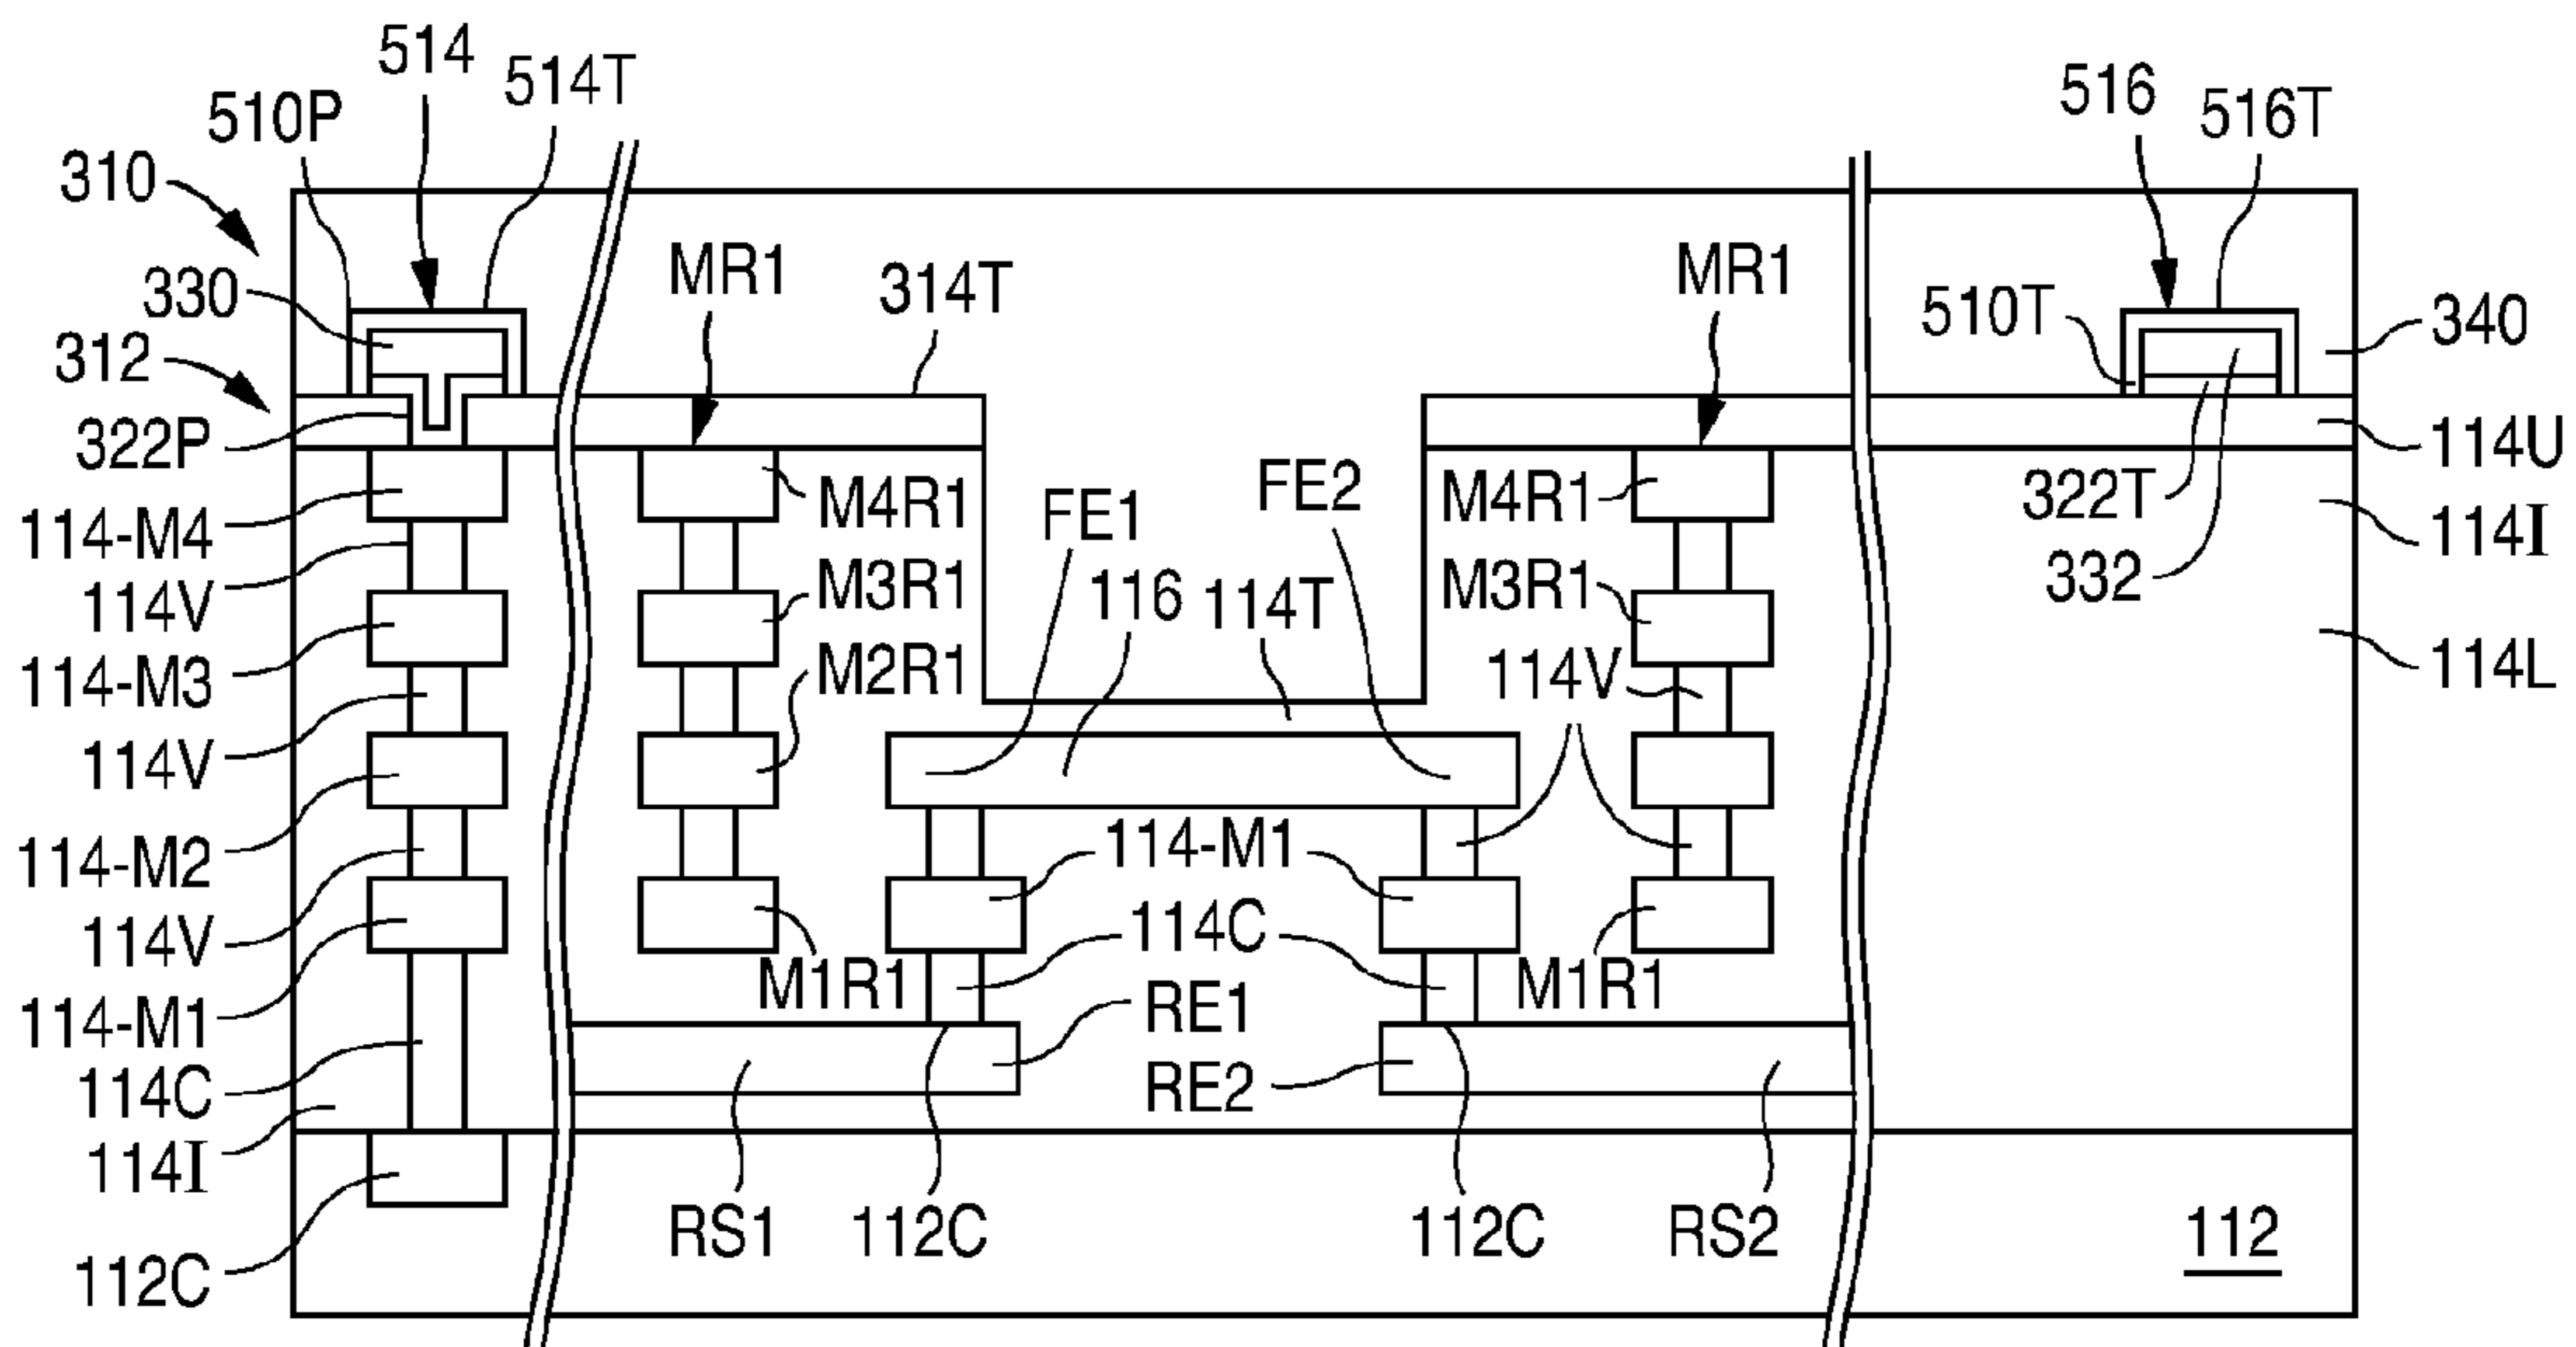 514
514T
510P
310
330
312
322P
114-M4
114V
114-M3
114V
114-M2
114V
114-M1
114C
114I
112C
MR1
314T
M4R1
M3R1
M2R1
M1R1
FE1
116
114T
FE2
114-M1
114C
RE1
RE2
RS1
112C
112C
RS2
MR1
M4R1
M3R1
114V
M1R1
516
516T
510T
340
114U
322T
114I
332
114L
112